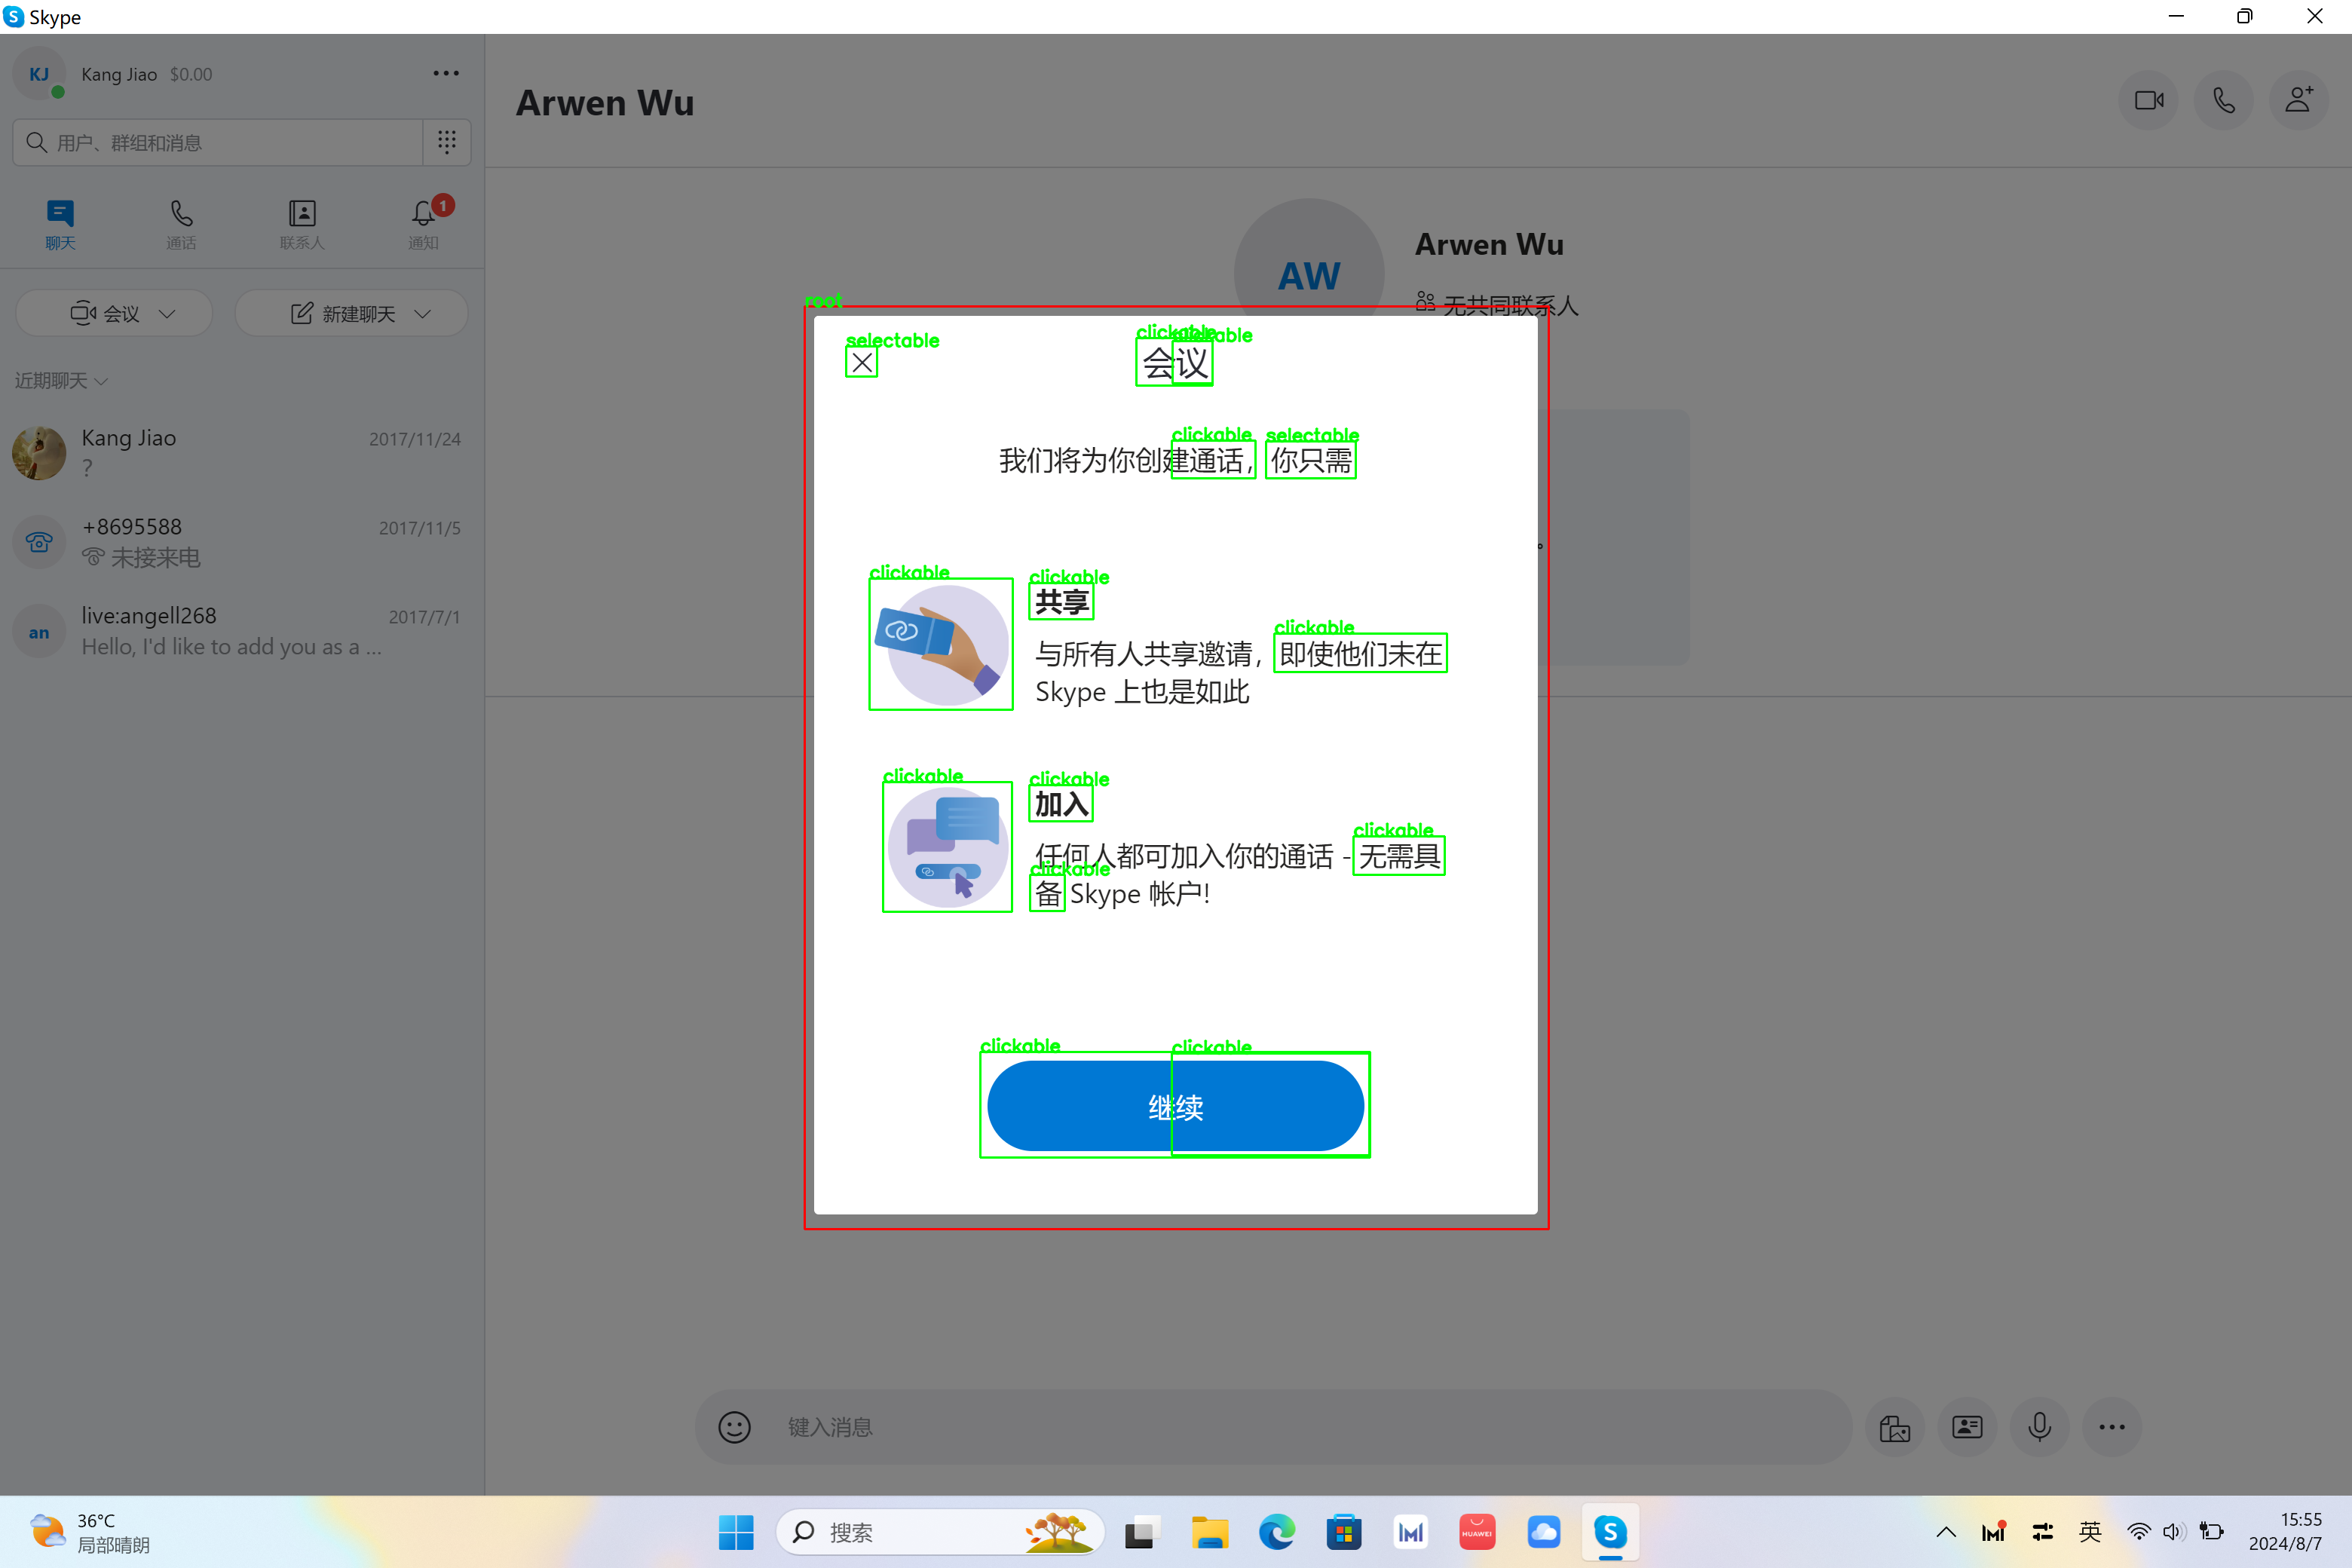 Skype
KJ Kang Jiao $0.00
用户、群组和消息
聊天 通话 联系人 通知 1
会议 新建聊天
近期聊天
Kang Jiao 2017/11/24
?
+8695588 2017/11/5
未接来电
an live:angell268 2017/7/1
Hello, I'd like to add you as a ...
Arwen Wu
AW Arwen Wu
无共同联系人
root
selectable
clickable
clickable
会议
clickable selectable
我们将为你创建通话，你只需
clickable
clickable
共享
clickable
与所有人共享邀请，即使他们未在
Skype 上也是如此
clickable
clickable
加入
clickable
任何人都可加入你的通话 - 无需具
clickable
备 Skype 帐户!
clickable clickable
继续
。
键入消息
36°C
局部晴朗
搜索
HUAWEI
S
英
15:55
2024/8/7